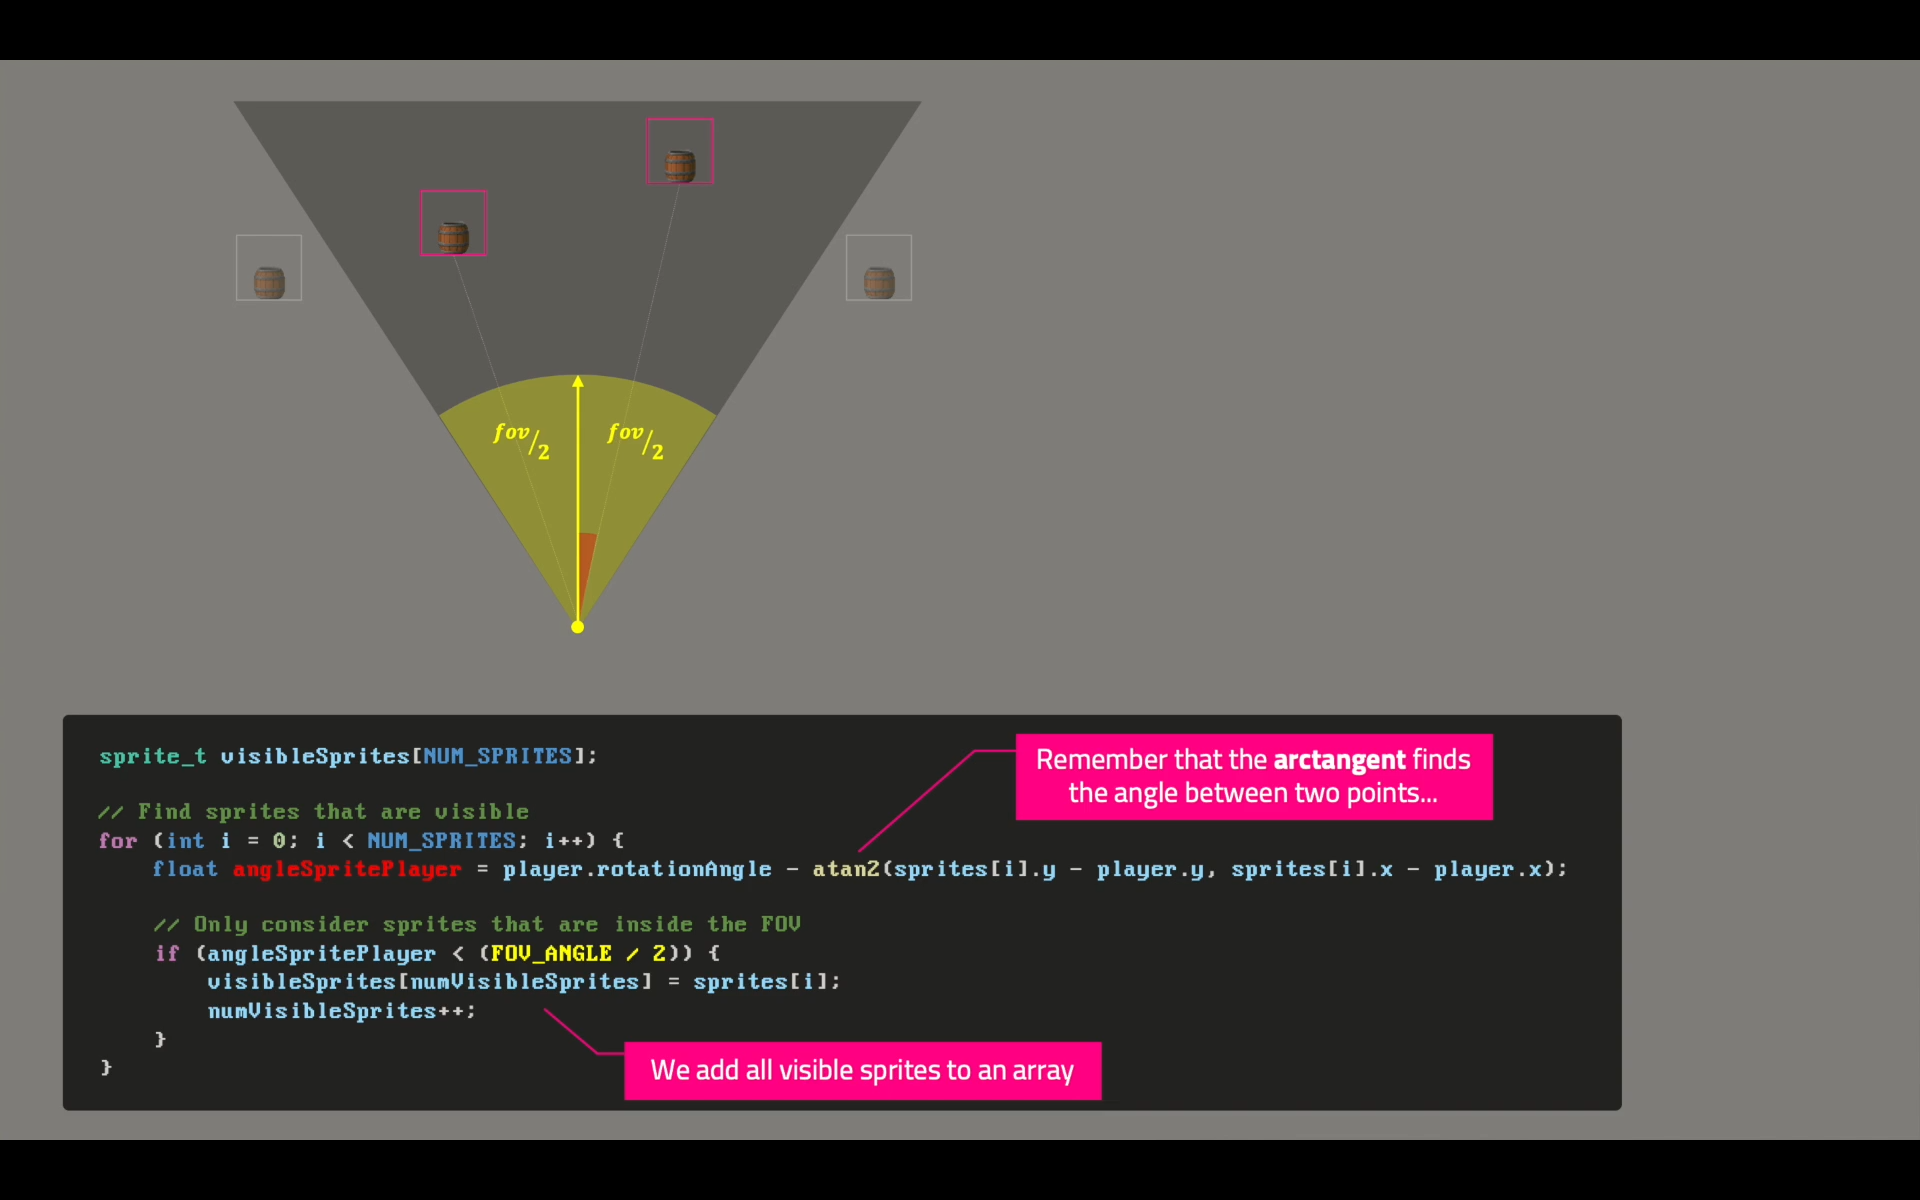 fov/2 fov/2
sprite_t visibleSprites[NUM_SPRITES];
Remember that the arctangent finds
the angle between two points...
// Find sprites that are visible
for (int i = 0; i < NUM_SPRITES; i++) {
float angleSpritePlayer = player.rotationAngle - atan2(sprites[i].y - player.y, sprites[i].x - player.x);
// Only consider sprites that are inside the FOV
if (angleSpritePlayer < (FOV_ANGLE / 2)) {
visibleSprites[numVisibleSprites] = sprites[i];
numVisibleSprites++;
}
}
We add all visible sprites to an array